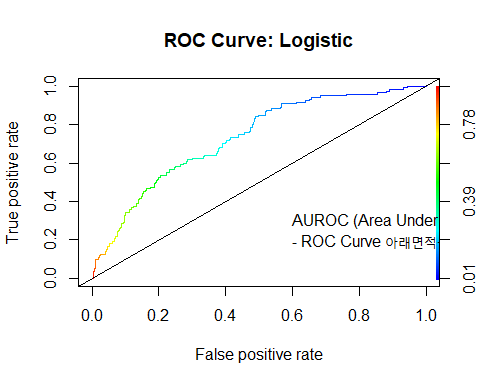 ROC Curve: Logistic
True positive rate
1.0
0.8
0.6
0.4
0.2
0.0
0.78
0.39
0.01
AUROC (Area Under
- ROC Curve 아래면적
0.0 0.2 0.4 0.6 0.8 1.0
False positive rate